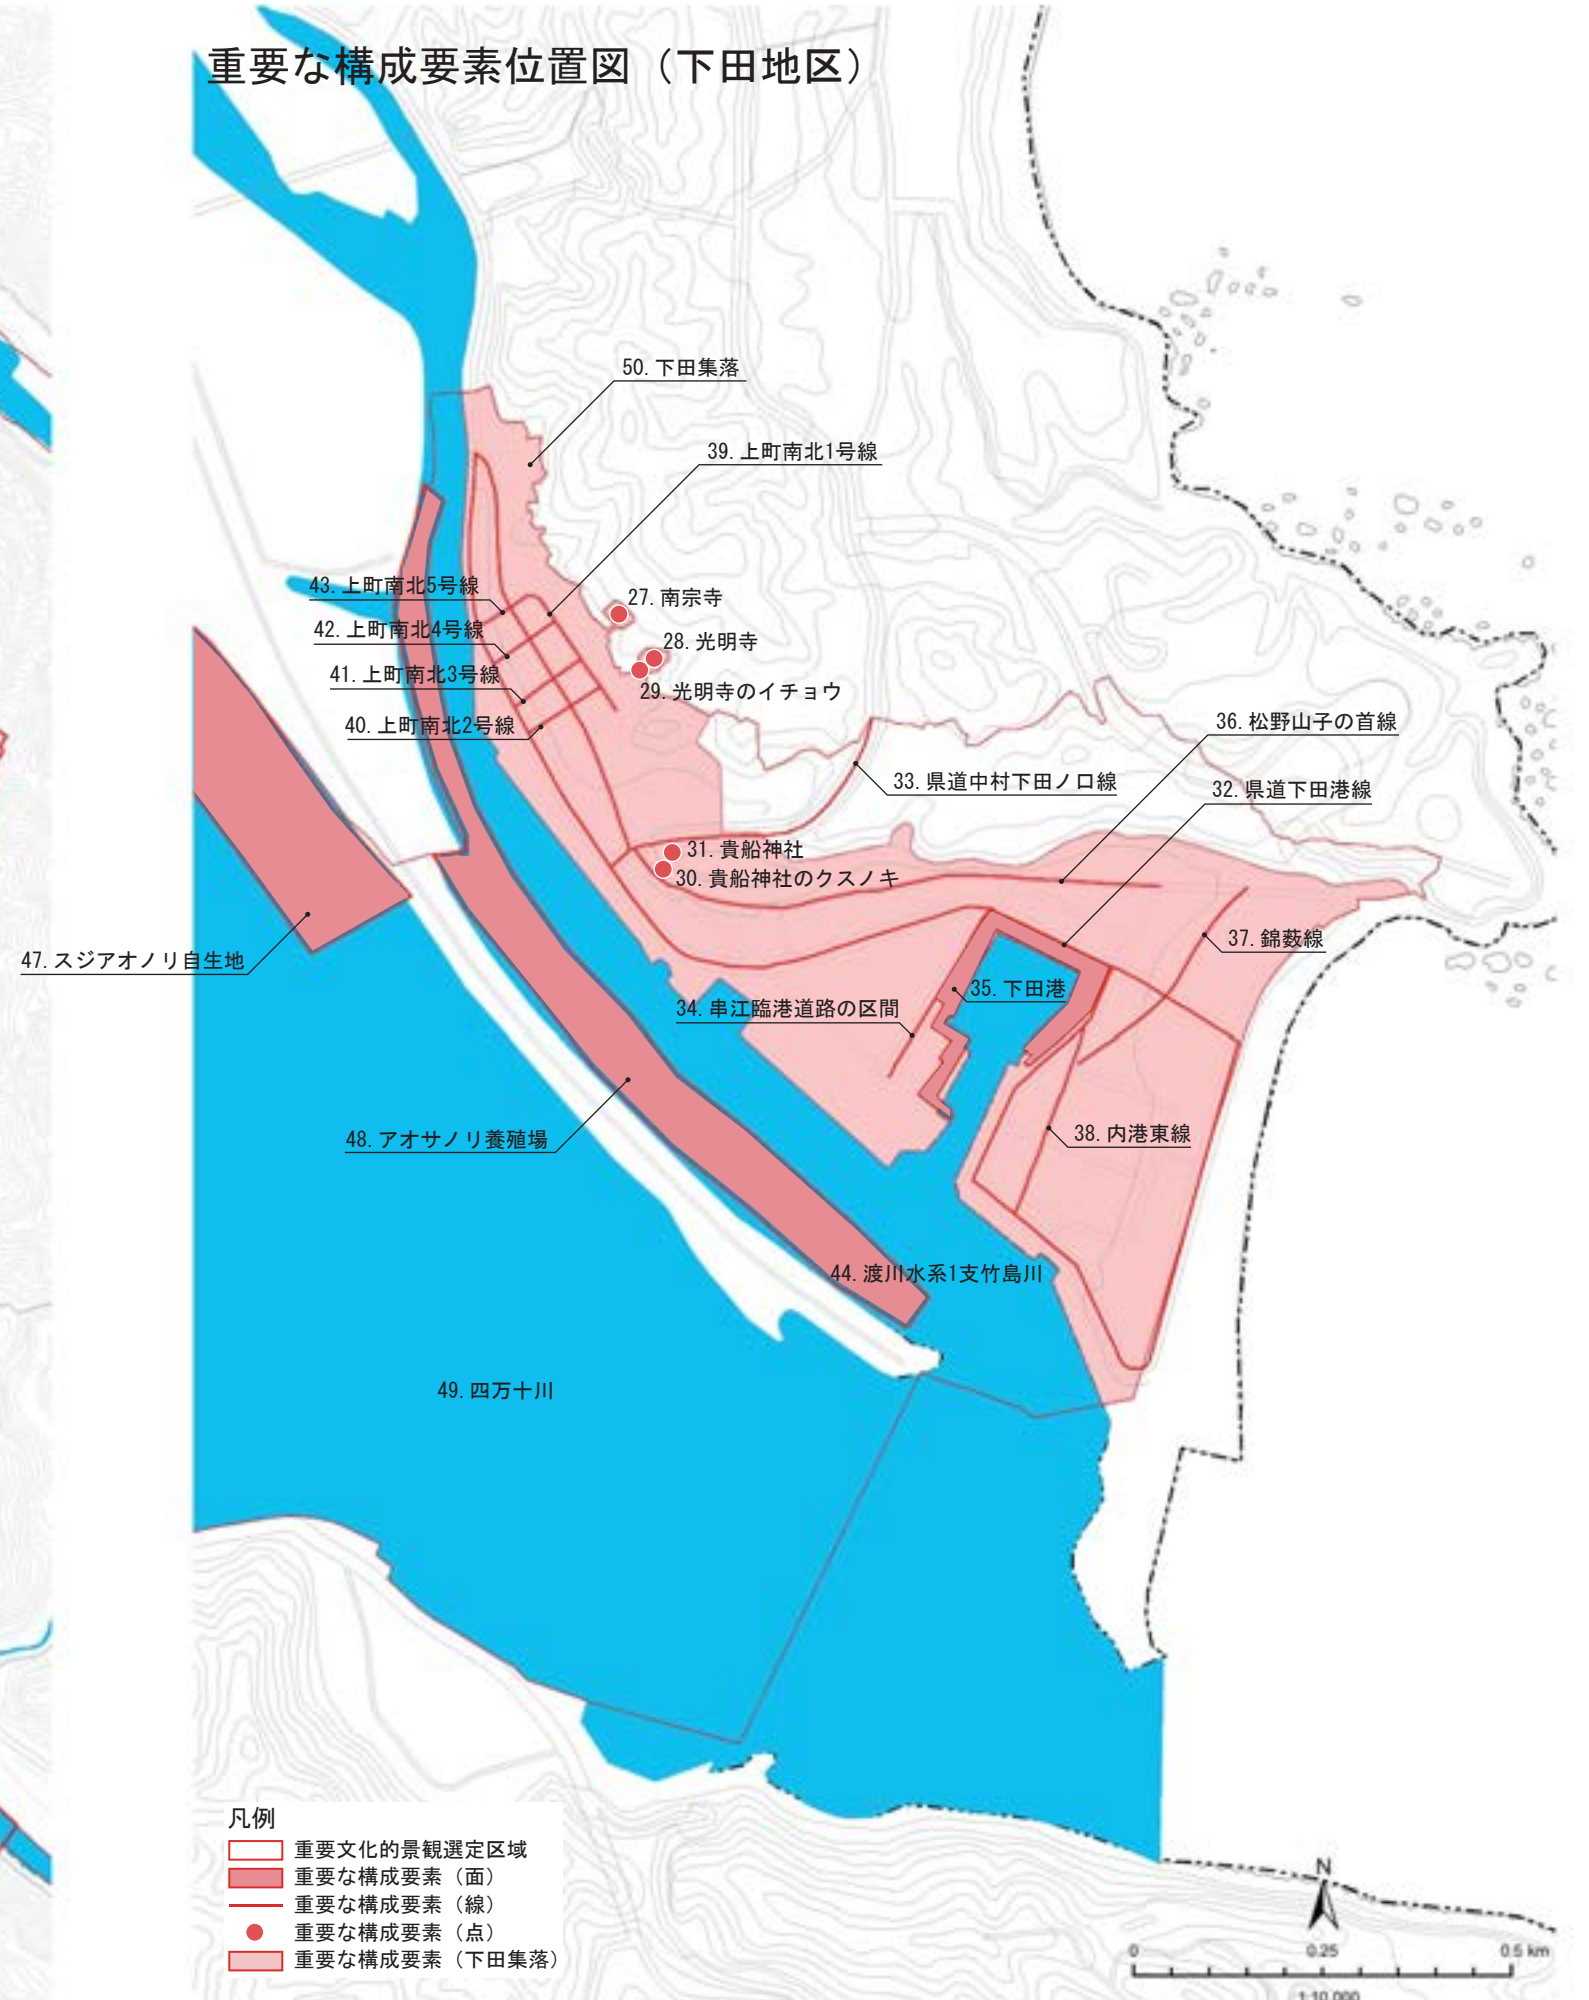 重要な構成要素位置図（下田地区）
50. 下田集落
39. 上町南北1号線
43. 上町南北5号線
27. 南宗寺
42. 上町南北4号線
28. 光明寺
41. 上町南北3号線
29. 光明寺のイチョウ
40. 上町南北2号線
36. 松野山子の首線
33. 県道中村下田ノ口線
32. 県道下田港線
31. 貴船神社
30. 貴船神社のクスノキ
37. 錦薮線
47. スジアオノリ自生地
35. 下田港
34. 串江臨港道路の区間
48. アオサノリ養殖場
38. 内港東線
44. 渡川水系1支竹島川
49. 四万十川
凡例
重要文化的景観選定区域
重要な構成要素（面）
重要な構成要素（線）
重要な構成要素（点）
重要な構成要素（下田集落）
N
0 0.25 0.5 km
1:10,000